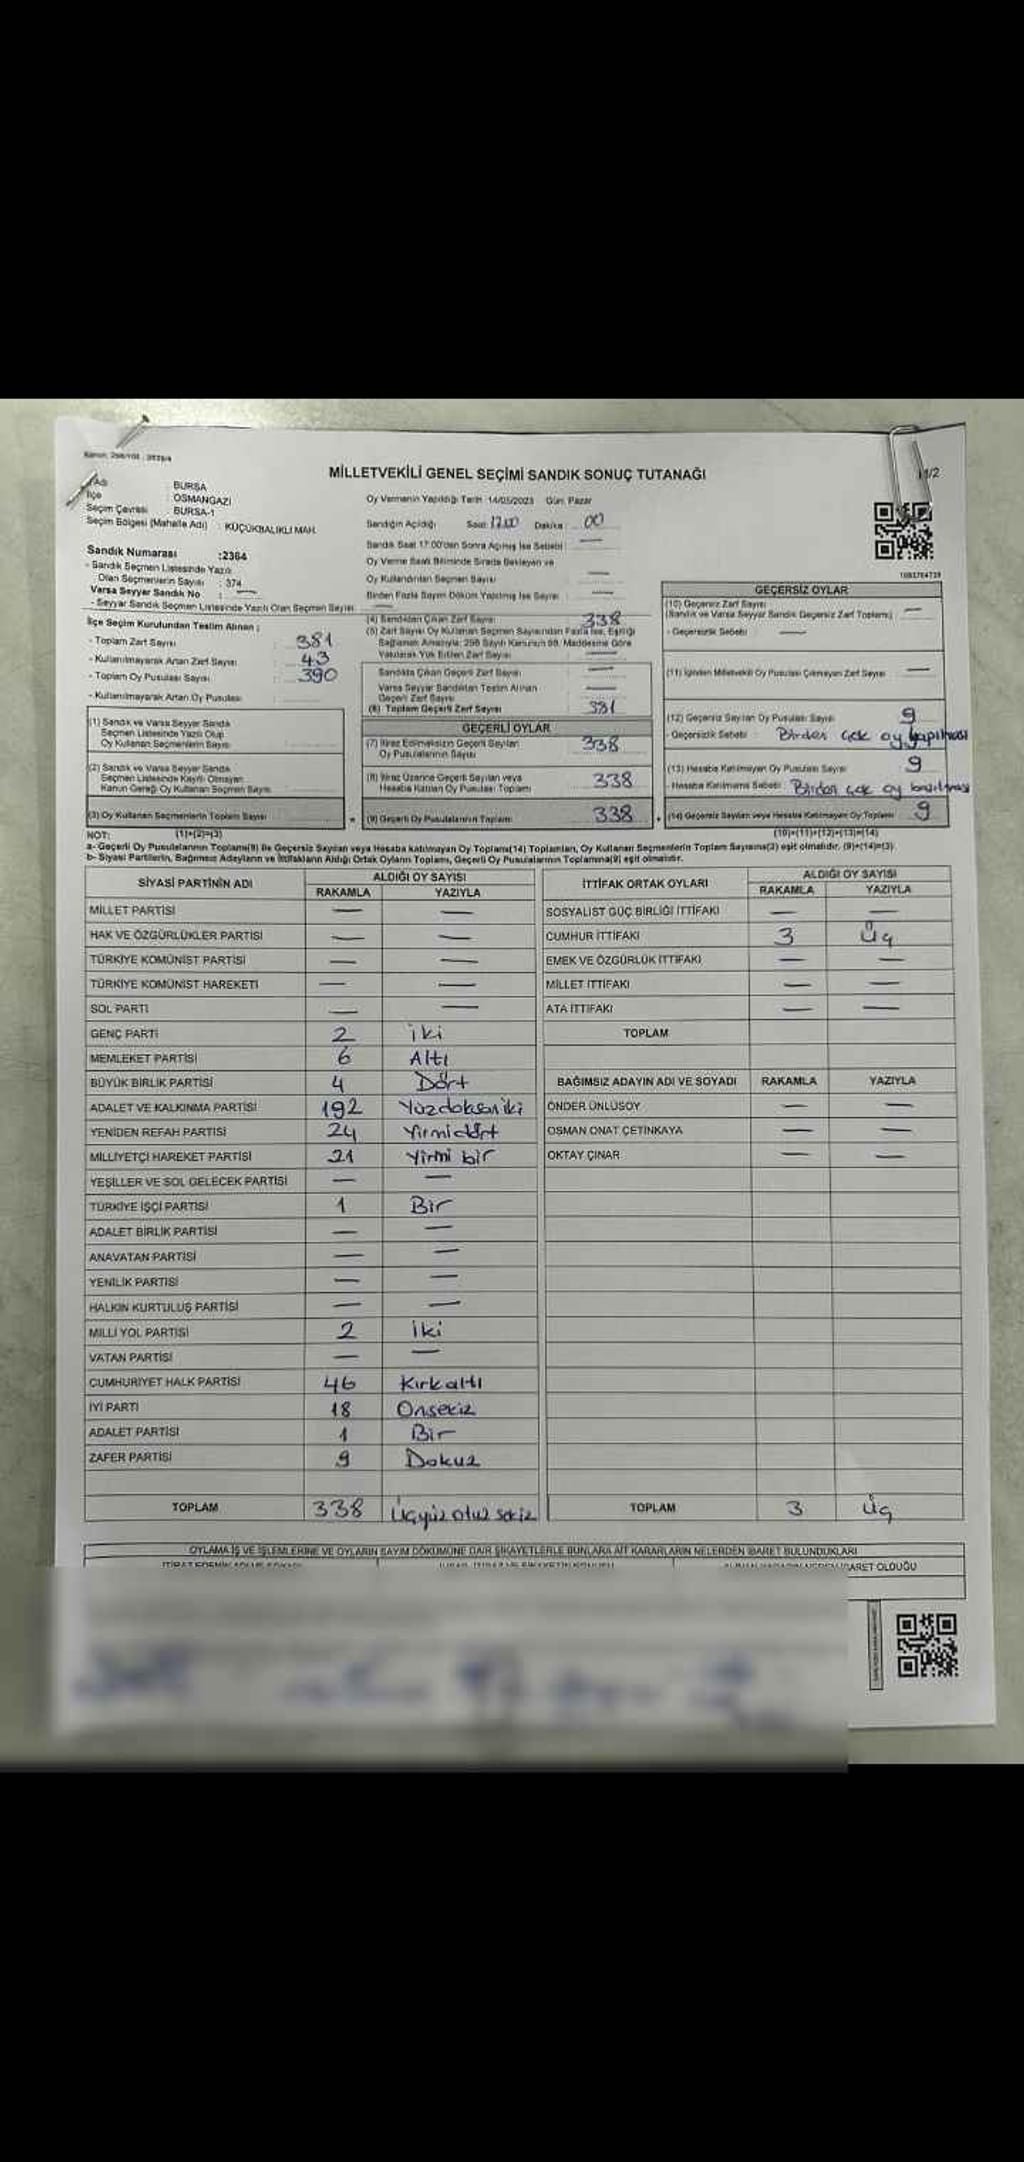 MİLLETVEKİLİ GENEL SEÇİMİ SANDIK SONUÇ TUTANAĞI
1/2
BURSA
İlçe OSMANGAZI
Seçim Çevresi : BURSA-1
Seçim Bölgesi (Mahalle Adı) : KÜÇÜKBALIKLI MAH.
Sandık Numarası :2364
- Sandık Seçmen Listesinde Yazılı
Olan Seçmenlerin Sayısı : 374
Varsa Seyyar Sandık No : —
- Seyyar Sandık Seçmen Listesinde Yazılı Olan Seçmen Sayısı —
İlçe Seçim Kurulundan Teslim Alınan ;
- Toplam Zarf Sayısı : 381
- Kullanılmayarak Artan Zarf Sayısı : 43
- Toplam Oy Pusulası Sayısı : 390
- Kullanılmayarak Artan Oy Pusulası :
(1) Sandık ve Varsa Seyyar Sandık
Seçmen Listesinde Yazılı Olup
Oy Kullanan Seçmenlerin Sayısı :
(2) Sandık ve Varsa Seyyar Sandık
Seçmen Listesinde Kayıtlı Olmayan
Kanun Gereği Oy Kullanan Seçmen Sayısı
(3) Oy Kullanan Seçmenlerin Toplam Sayısı
(1)+(2)=(3)
Oy Vermenin Yapıldığı Tarih 14/05/2023 Gün: Pazar
Sandığın Açıldığı Saat 17.00 Dakika : 00
Sandık Saat 17:00'den Sonra Açılmış İse Sebebi : —
Oy Verme Saati Bitiminde Sırada Bekleyen ve
Oy Kullandırılan Seçmen Sayısı —
Birden Fazla Sayım Döküm Yapılmış İse Sayısı —
(4) Sandıktan Çıkan Zarf Sayısı 338
(5) Zarf Sayısı Oy Kullanan Seçmen Sayısından Fazla İse, Eşitliği
Sağlamak Amacıyla; 298 Sayılı Kanunun 98. Maddesine Göre
Yakılarak Yok Edilen Zarf Sayısı —
Sandıkta Çıkan Geçerli Zarf Sayısı —
Varsa Seyyar Sandıktan Teslim Alınan
Geçerli Zarf Sayısı —
(6) Toplam Geçerli Zarf Sayısı 381
GEÇERLİ OYLAR
(7) İtiraz Edilmeksizin Geçerli Sayılan
Oy Pusulalarının Sayısı 338
(8) İtiraz Üzerine Geçerli Sayılan veya
Hesaba Katılan Oy Pusulası Toplamı 338
(9) Geçerli Oy Pusulalarının Toplamı 338
GEÇERSİZ OYLAR
(10) Geçersiz Zarf Sayısı
(Sandık ve Varsa Seyyar Sandık Geçersiz Zarf Toplamı) —
- Geçersizlik Sebebi : —
(11) İçinden Milletvekili Oy Pusulası Çıkmayan Zarf Sayısı —
(12) Geçersiz Sayılan Oy Pusulası Sayısı 9
- Geçersizlik Sebebi : Birden çok oy yapılması
(13) Hesaba Katılmayan Oy Pusulası Sayısı 9
- Hesaba Katılmama Sebebi : Birden çok oy
(14) Geçersiz Sayılan veya Hesaba Katılmayan Oy Toplamı 9
(10)+(11)+(12)+(13)=(14)
NOT:
a- Geçerli Oy Pusulalarının Toplamı(9) ile Geçersiz Sayılan veya Hesaba katılmayan Oy Toplamı(14) Toplamları, Oy Kullanan Seçmenlerin Toplam Sayısına(3) eşit olmalıdır. (9)+(14)=(3)
b- Siyasi Partilerin, Bağımsız Adayların ve İttifakların Aldığı Ortak Oyların Toplamı, Geçerli Oy Pusulalarının Toplamına(9) eşit olmalıdır.
SİYASİ PARTİNİN ADI ALDIĞI OY SAYISI
RAKAMLA YAZIYLA
MİLLET PARTİSİ — —
HAK VE ÖZGÜRLÜKLER PARTİSİ — —
TÜRKİYE KOMÜNİST PARTİSİ — —
TÜRKİYE KOMÜNİST HAREKETİ — —
SOL PARTİ — —
GENÇ PARTİ 2 iki
MEMLEKET PARTİSİ 6 Altı
BÜYÜK BİRLİK PARTİSİ 4 Dört
ADALET VE KALKINMA PARTİSİ 192 Yüzdoksaniki
YENİDEN REFAH PARTİSİ 24 Yirmidört
MİLLİYETÇİ HAREKET PARTİSİ 21 Yirmi bir
YEŞİLLER VE SOL GELECEK PARTİSİ — —
TÜRKİYE İŞÇİ PARTİSİ 1 Bir
ADALET BİRLİK PARTİSİ — —
ANAVATAN PARTİSİ — —
YENİLİK PARTİSİ — —
HALKIN KURTULUŞ PARTİSİ — —
MİLLİ YOL PARTİSİ 2 İki
VATAN PARTİSİ — —
CUMHURİYET HALK PARTİSİ 46 Kırkaltı
İYİ PARTİ 18 Onsekiz
ADALET PARTİSİ 1 Bir
ZAFER PARTİSİ 9 Dokuz
TOPLAM 338 Üçyüz otuz sekiz
İTTİFAK ORTAK OYLARI ALDIĞI OY SAYISI
RAKAMLA YAZIYLA
SOSYALİST GÜÇ BİRLİĞİ İTTİFAKI — —
CUMHUR İTTİFAKI 3 Üç
EMEK VE ÖZGÜRLÜK İTTİFAKI — —
MİLLET İTTİFAKI — —
ATA İTTİFAKI — —
TOPLAM
BAĞIMSIZ ADAYIN ADI VE SOYADI RAKAMLA YAZIYLA
ÖNDER ÜNLÜSOY — —
OSMAN ONAT ÇETİNKAYA — —
OKTAY ÇINAR — —
TOPLAM 3 Üç
OYLAMA İŞ VE İŞLEMLERİNE VE OYLARIN SAYIM DÖKÜMÜNE DAİR ŞİKAYETLERLE BUNLARA AİT KARARLARIN NELERDEN İBARET BULUNDUKLARI